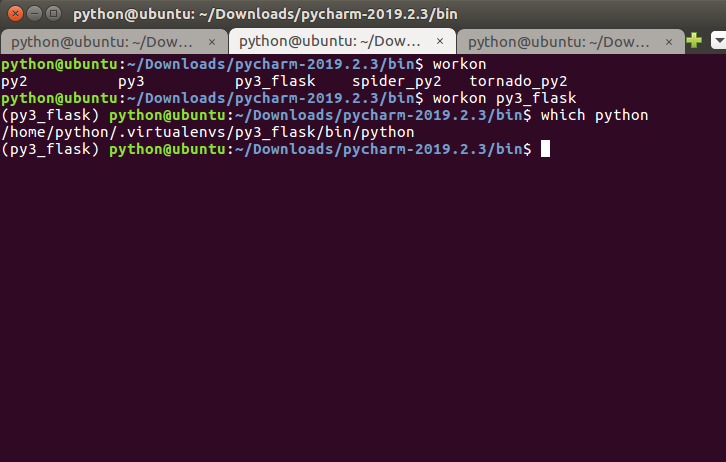 python@ubuntu: ~/Downloads/pycharm-2019.2.3/bin
python@ubuntu: ~/Dow… × python@ubuntu: ~/Dow… × python@ubuntu: ~/Dow… ×
python@ubuntu:~/Downloads/pycharm-2019.2.3/bin$ workon
py2 py3 py3_flask spider_py2 tornado_py2
python@ubuntu:~/Downloads/pycharm-2019.2.3/bin$ workon py3_flask
(py3_flask) python@ubuntu:~/Downloads/pycharm-2019.2.3/bin$ which python
/home/python/.virtualenvs/py3_flask/bin/python
(py3_flask) python@ubuntu:~/Downloads/pycharm-2019.2.3/bin$